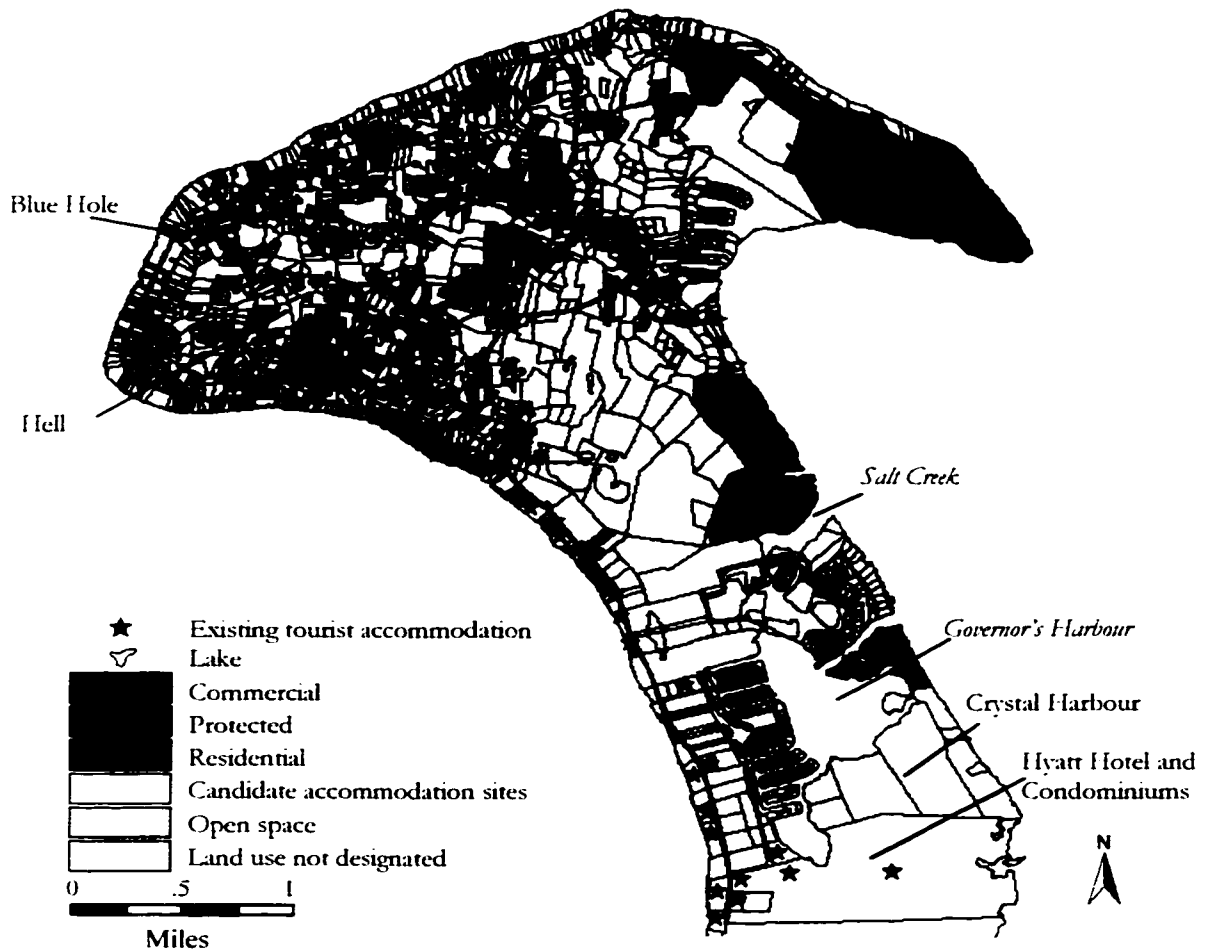 Blue Hole
Hell
Salt Creek
Governor's Harbour
Crystal Harbour
Hyatt Hotel and
Condominiums
Existing tourist accommodation
Lake
Commercial
Protected
Residential
Candidate accommodation sites
Open space
Land use not designated
0 .5 1
Miles
N